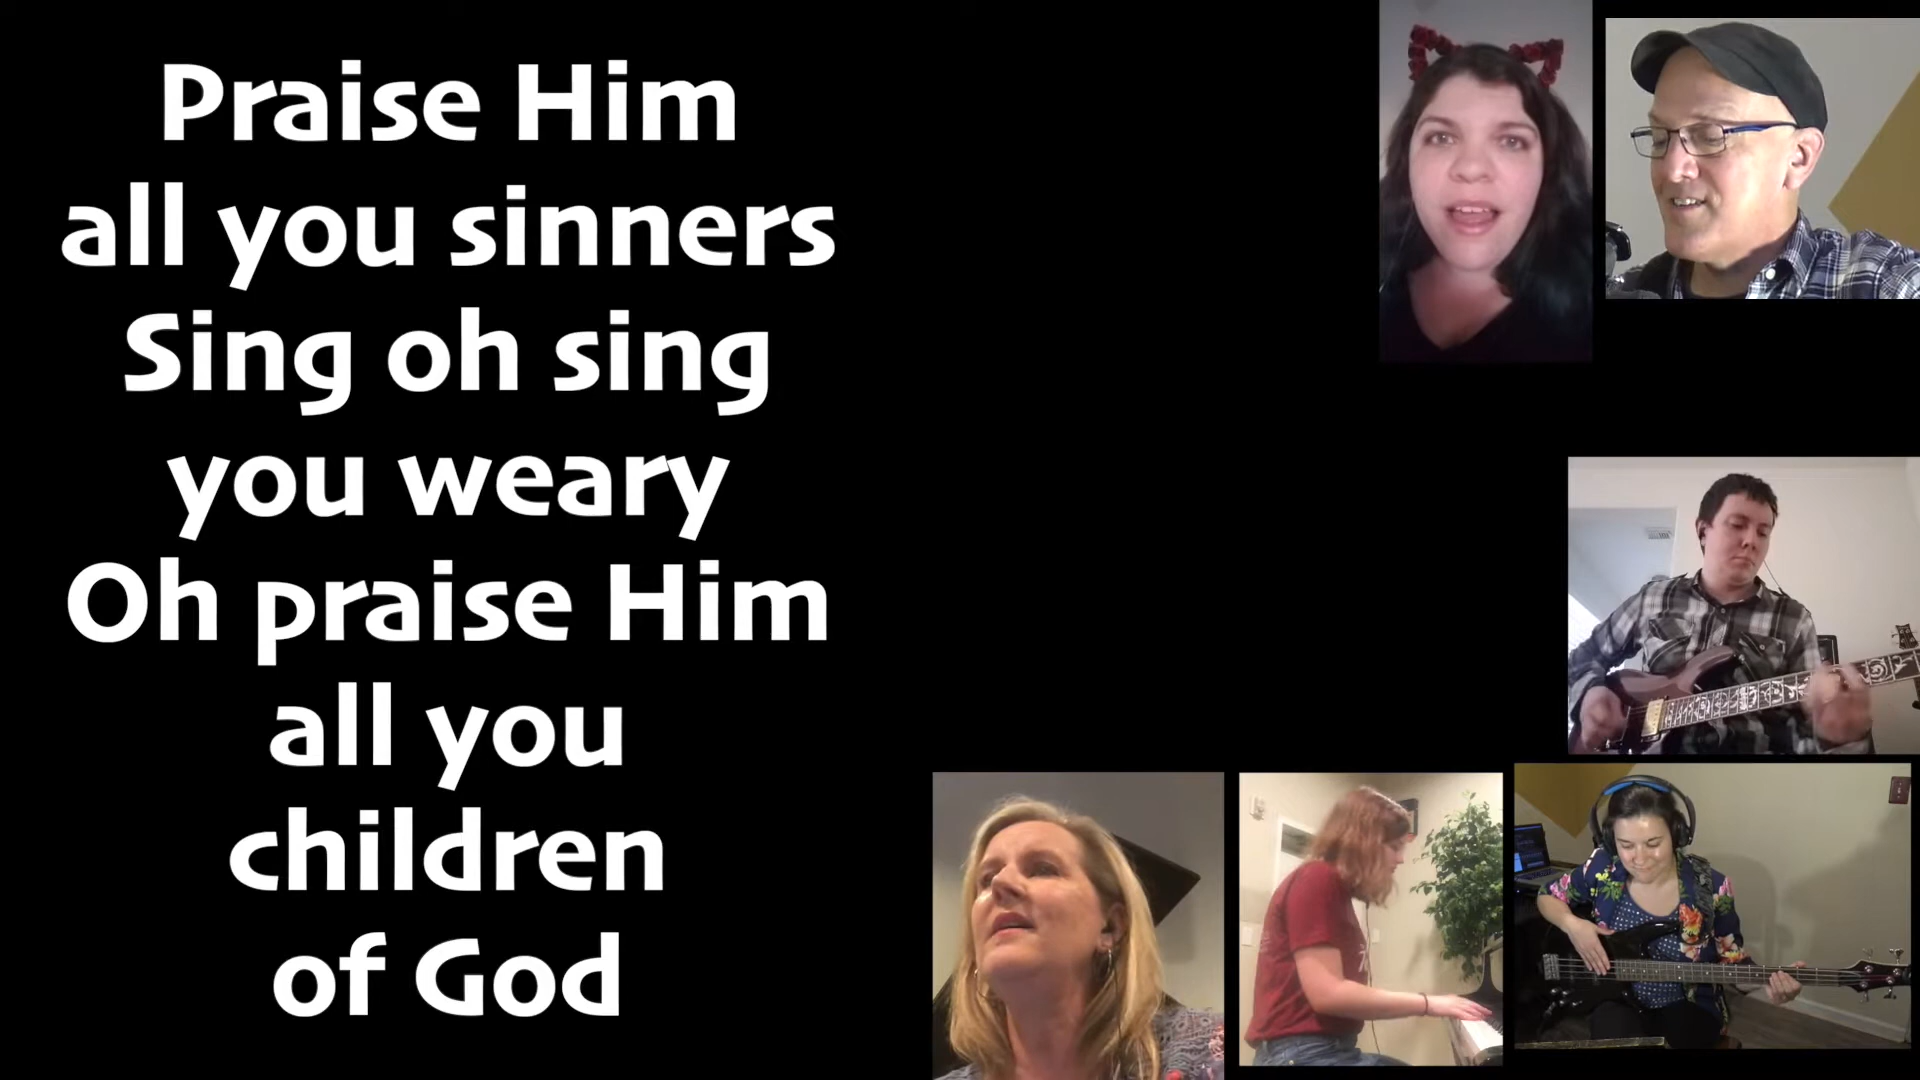 Praise Him
all you sinners
Sing oh sing
you weary
Oh praise Him
all you
children
of God